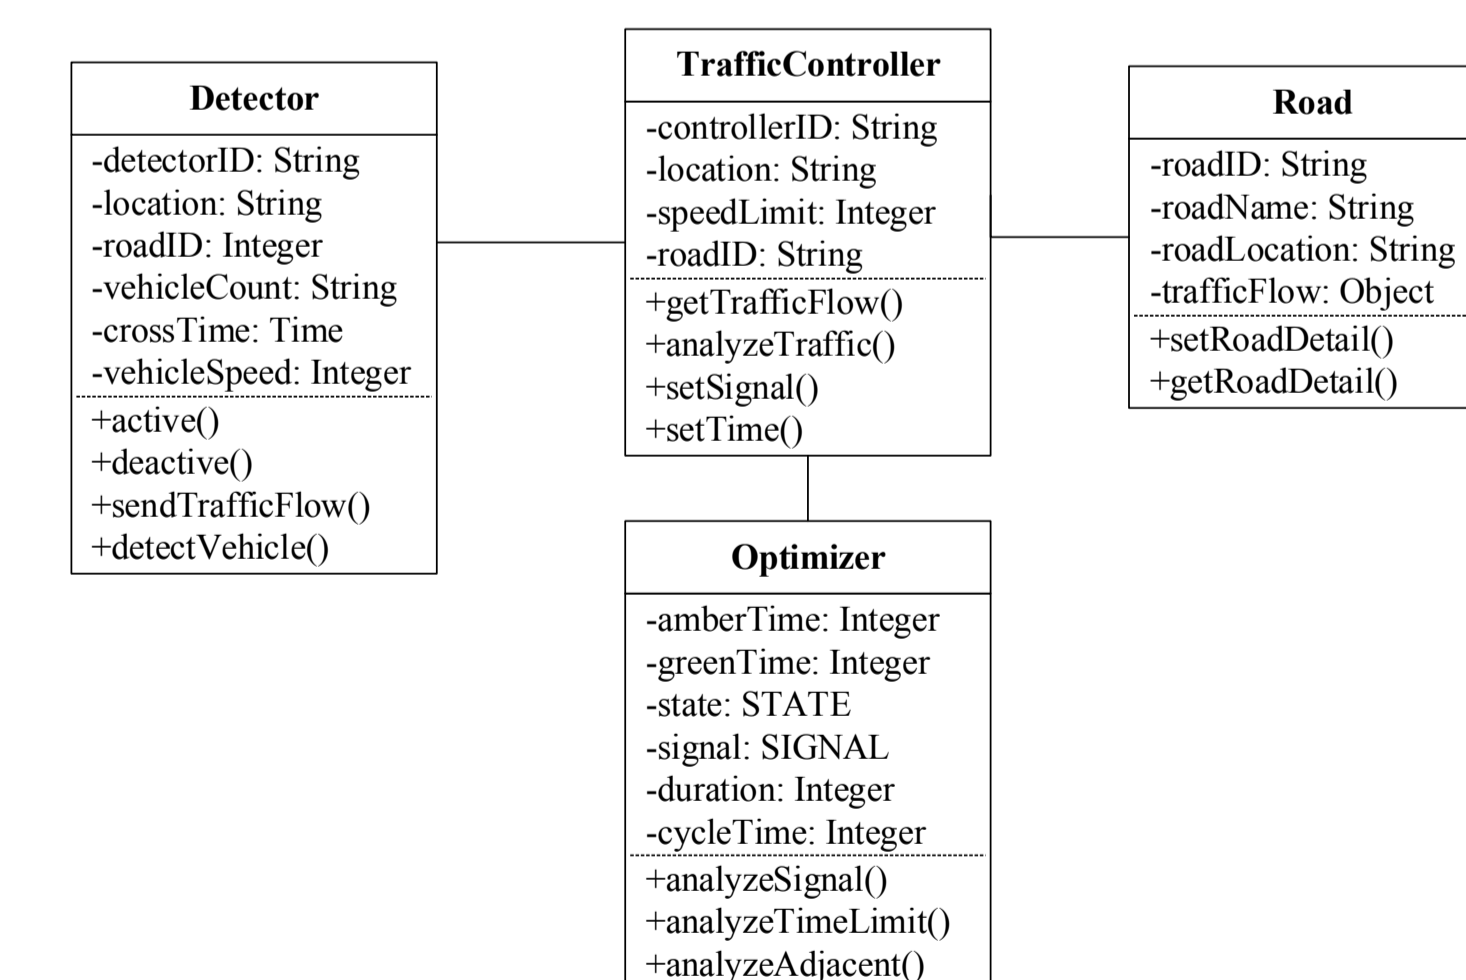 Detector
-detectorID: String
-location: String
-roadID: Integer
-vehicleCount: String
-crossTime: Time
-vehicleSpeed: Integer
+active()
+deactive()
+sendTrafficFlow()
+detectVehicle()
TrafficController
-controllerID: String
-location: String
-speedLimit: Integer
-roadID: String
+getTrafficFlow()
+analyzeTraffic()
+setSignal()
+setTime()
Road
-roadID: String
-roadName: String
-roadLocation: String
-trafficFlow: Object
+setRoadDetail()
+getRoadDetail()
Optimizer
-amberTime: Integer
-greenTime: Integer
-state: STATE
-signal: SIGNAL
-duration: Integer
-cycleTime: Integer
+analyzeSignal()
+analyzeTimeLimit()
+analyzeAdjacent()